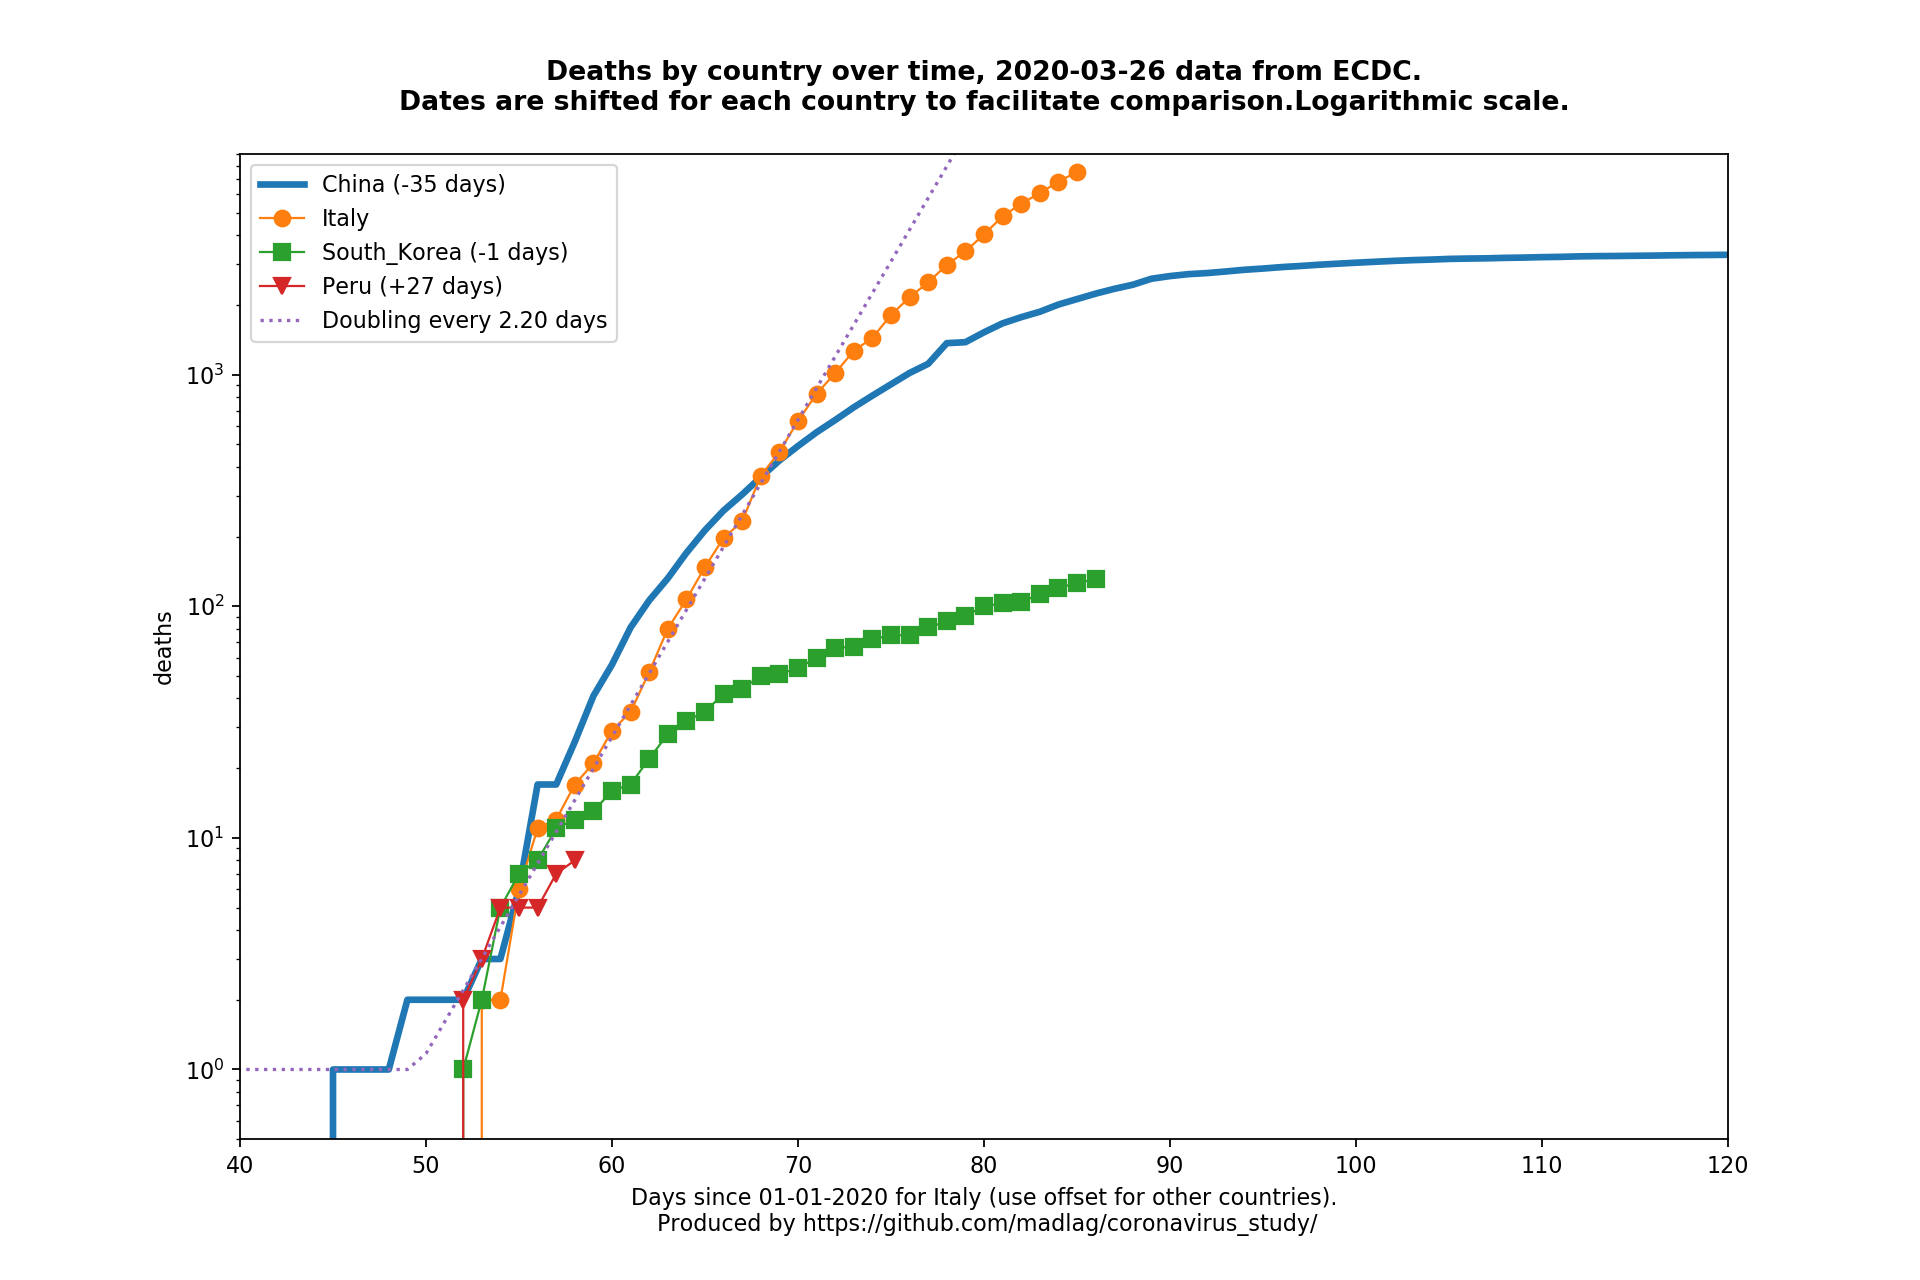 Deaths by country over time, 2020-03-26 data from ECDC.
Dates are shifted for each country to facilitate comparison.Logarithmic scale.
China (-35 days)
Italy
South_Korea (-1 days)
Peru (+27 days)
Doubling every 2.20 days
deaths
10³
10²
10¹
10⁰
40 50 60 70 80 90 100 110 120
Days since 01-01-2020 for Italy (use offset for other countries).
Produced by https://github.com/madlag/coronavirus_study/